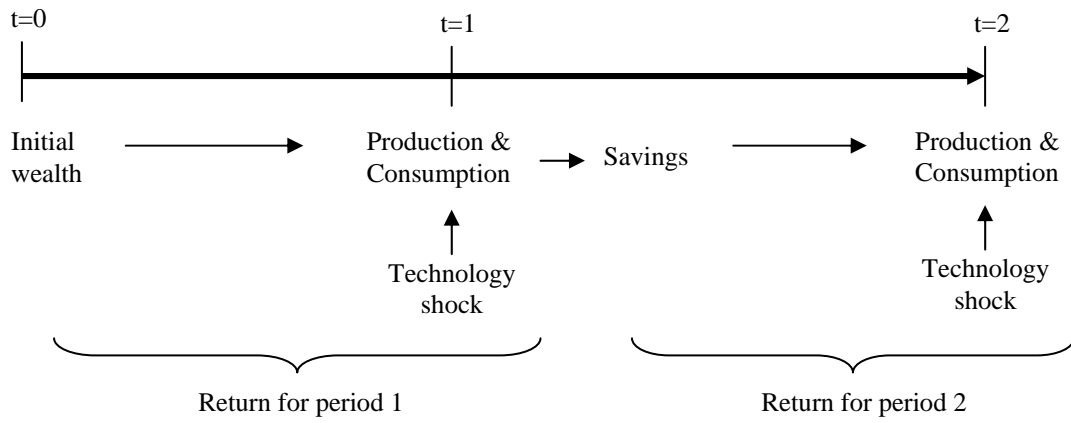 t=0
t=1
t=2
Initial
wealth
Production &
Consumption
Savings
Production &
Consumption
Technology
shock
Technology
shock
Return for period 1
Return for period 2